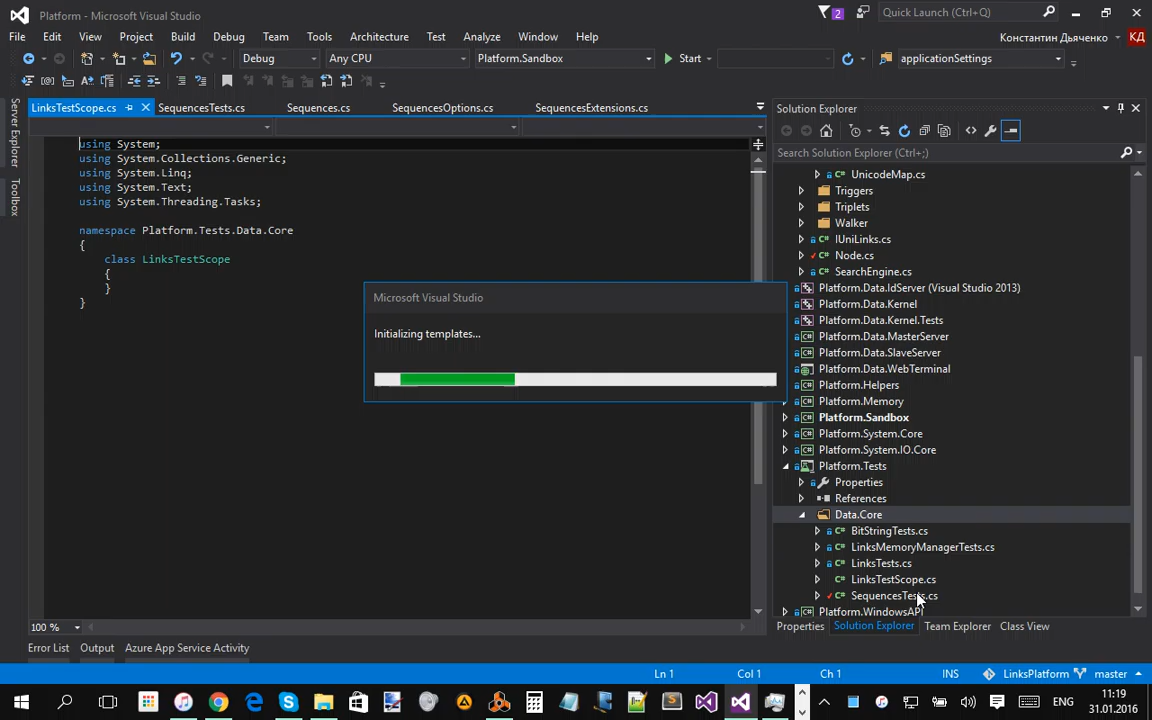 Platform - Microsoft Visual Studio
2
Quick Launch (Ctrl+Q)
File Edit View Project Build Debug Team Tools Architecture Test Analyze Window Help
Константин Дьяченко КД
Debug Any CPU Platform.Sandbox Start applicationSettings
LinksTestScope.cs SequencesTests.cs Sequences.cs SequencesOptions.cs SequencesExtensions.cs
Server Explorer
Toolbox
using System;
using System.Collections.Generic;
using System.Linq;
using System.Text;
using System.Threading.Tasks;
namespace Platform.Tests.Data.Core
{
class LinksTestScope
{
}
}
Microsoft Visual Studio
Initializing templates...
Solution Explorer
Search Solution Explorer (Ctrl+;)
C# UnicodeMap.cs
Triggers
Triplets
Walker
C# IUniLinks.cs
C# Node.cs
C# SearchEngine.cs
Platform.Data.IdServer (Visual Studio 2013)
Platform.Data.Kernel
Platform.Data.Kernel.Tests
C# Platform.Data.MasterServer
C# Platform.Data.SlaveServer
Platform.Data.WebTerminal
C# Platform.Helpers
C# Platform.Memory
C# Platform.Sandbox
C# Platform.System.Core
C# Platform.System.IO.Core
Platform.Tests
Properties
References
Data.Core
C# BitStringTests.cs
C# LinksMemoryManagerTests.cs
C# LinksTests.cs
C# LinksTestScope.cs
C# SequencesTests.cs
C# Platform.WindowsAPI
100 %
Properties Solution Explorer Team Explorer Class View
Error List Output Azure App Service Activity
Ln 1 Col 1 Ch 1 INS LinksPlatform master
ENG
11:19
31.01.2016